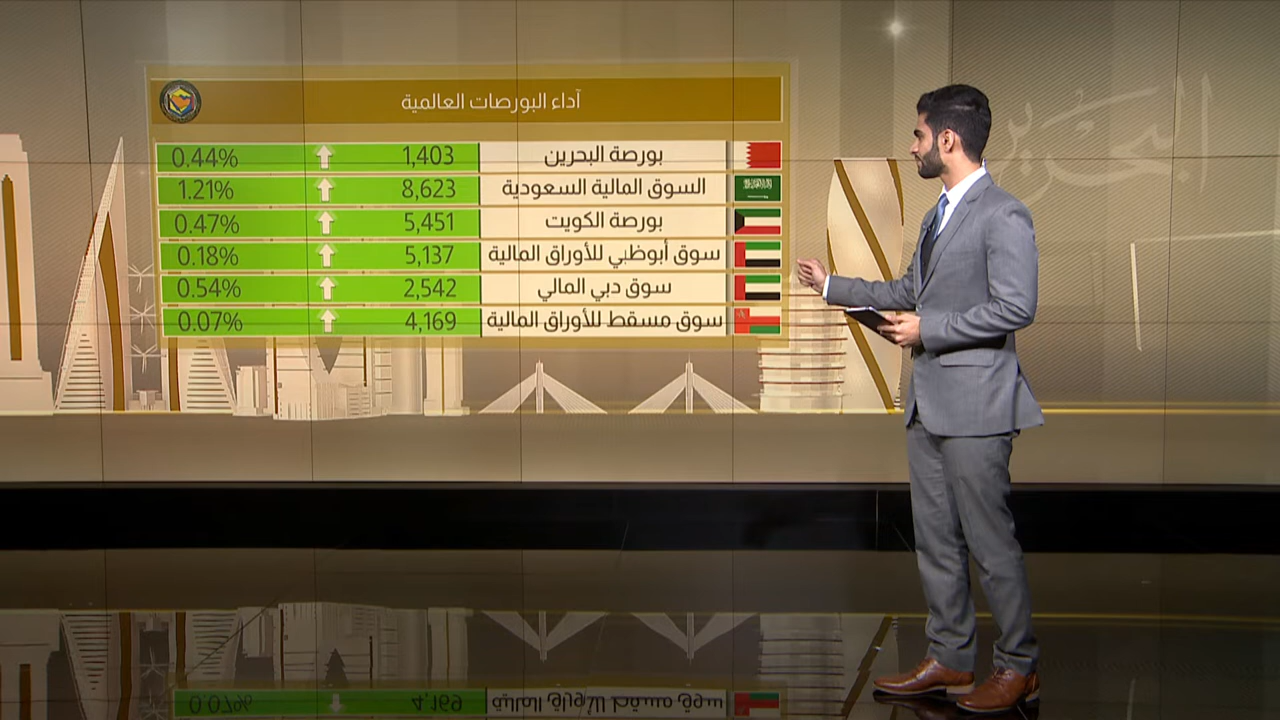 آداء البورصات العالمية
بورصة البحرين 1,403 0.44%
السوق المالية السعودية 8,623 1.21%
بورصة الكويت 5,451 0.47%
سوق أبوظبي للأوراق المالية 5,137 0.18%
سوق دبي المالي 2,542 0.54%
سوق مسقط للأوراق المالية 4,169 0.07%
البحرين